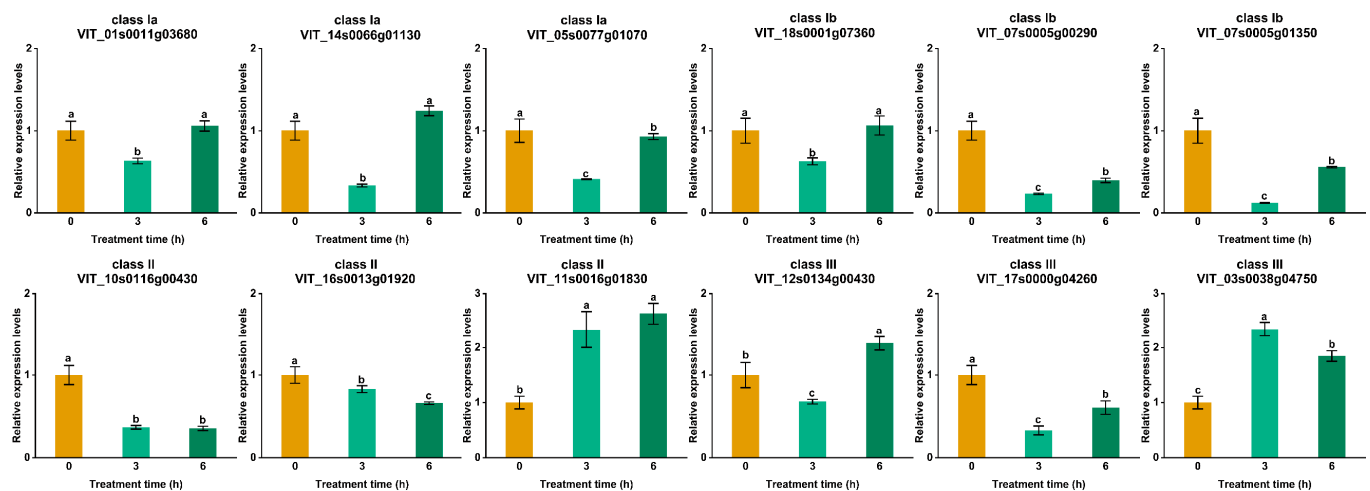 class Ia
VIT_01s0011g03680
Relative expression levels
2
1
0
a
b
a
0 3 6
Treatment time (h)
class Ia
VIT_14s0066g01130
Relative expression levels
2
1
0
a
b
a
0 3 6
Treatment time (h)
class Ia
VIT_05s0077g01070
Relative expression levels
2
1
0
a
c
b
0 3 6
Treatment time (h)
class Ib
VIT_18s0001g07360
Relative expression levels
2
1
0
a
b
a
0 3 6
Treatment time (h)
class Ib
VIT_07s0005g00290
Relative expression levels
2
1
0
a
c
b
0 3 6
Treatment time (h)
class Ib
VIT_07s0005g01350
Relative expression levels
2
1
0
a
c
b
0 3 6
Treatment time (h)
class II
VIT_10s0116g00430
Relative expression levels
2
1
0
a
b
b
0 3 6
Treatment time (h)
class II
VIT_16s0013g01920
Relative expression levels
2
1
0
a
b
c
0 3 6
Treatment time (h)
class II
VIT_11s0016g01830
Relative expression levels
3
2
1
0
b
a
a
0 3 6
Treatment time (h)
class III
VIT_12s0134g00430
Relative expression levels
2
1
0
b
c
a
0 3 6
Treatment time (h)
class III
VIT_17s0000g04260
Relative expression levels
2
1
0
a
c
b
0 3 6
Treatment time (h)
class III
VIT_03s0038g04750
Relative expression levels
3
2
1
0
c
a
b
0 3 6
Treatment time (h)